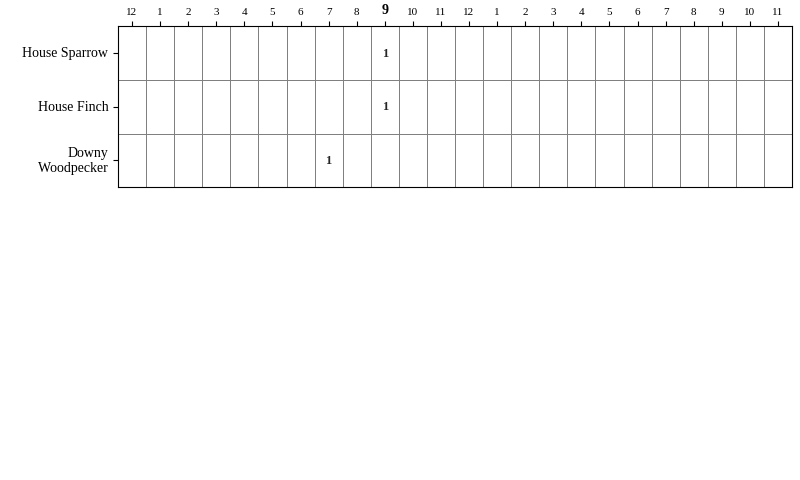 12 1 2 3 4 5 6 7 8 9 10 11 12 1 2 3 4 5 6 7 8 9 10 11
House Sparrow 1
House Finch 1
Downy
Woodpecker 1